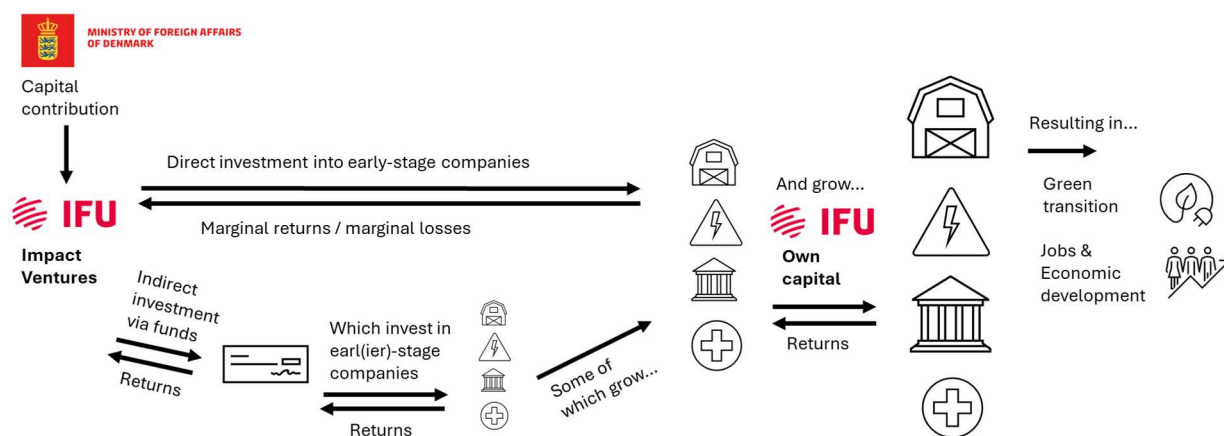 MINISTRY OF FOREIGN AFFAIRS
OF DENMARK
Capital
contribution
Direct investment into early-stage companies
Marginal returns / marginal losses
IFU
Impact
Ventures
Indirect
investment
via funds
Returns
Which invest in
earl(ier)-stage
companies
Returns
Some of
which grow...
And grow...
IFU
Own
capital
Returns
Resulting in...
Green
transition
Jobs &
Economic
development